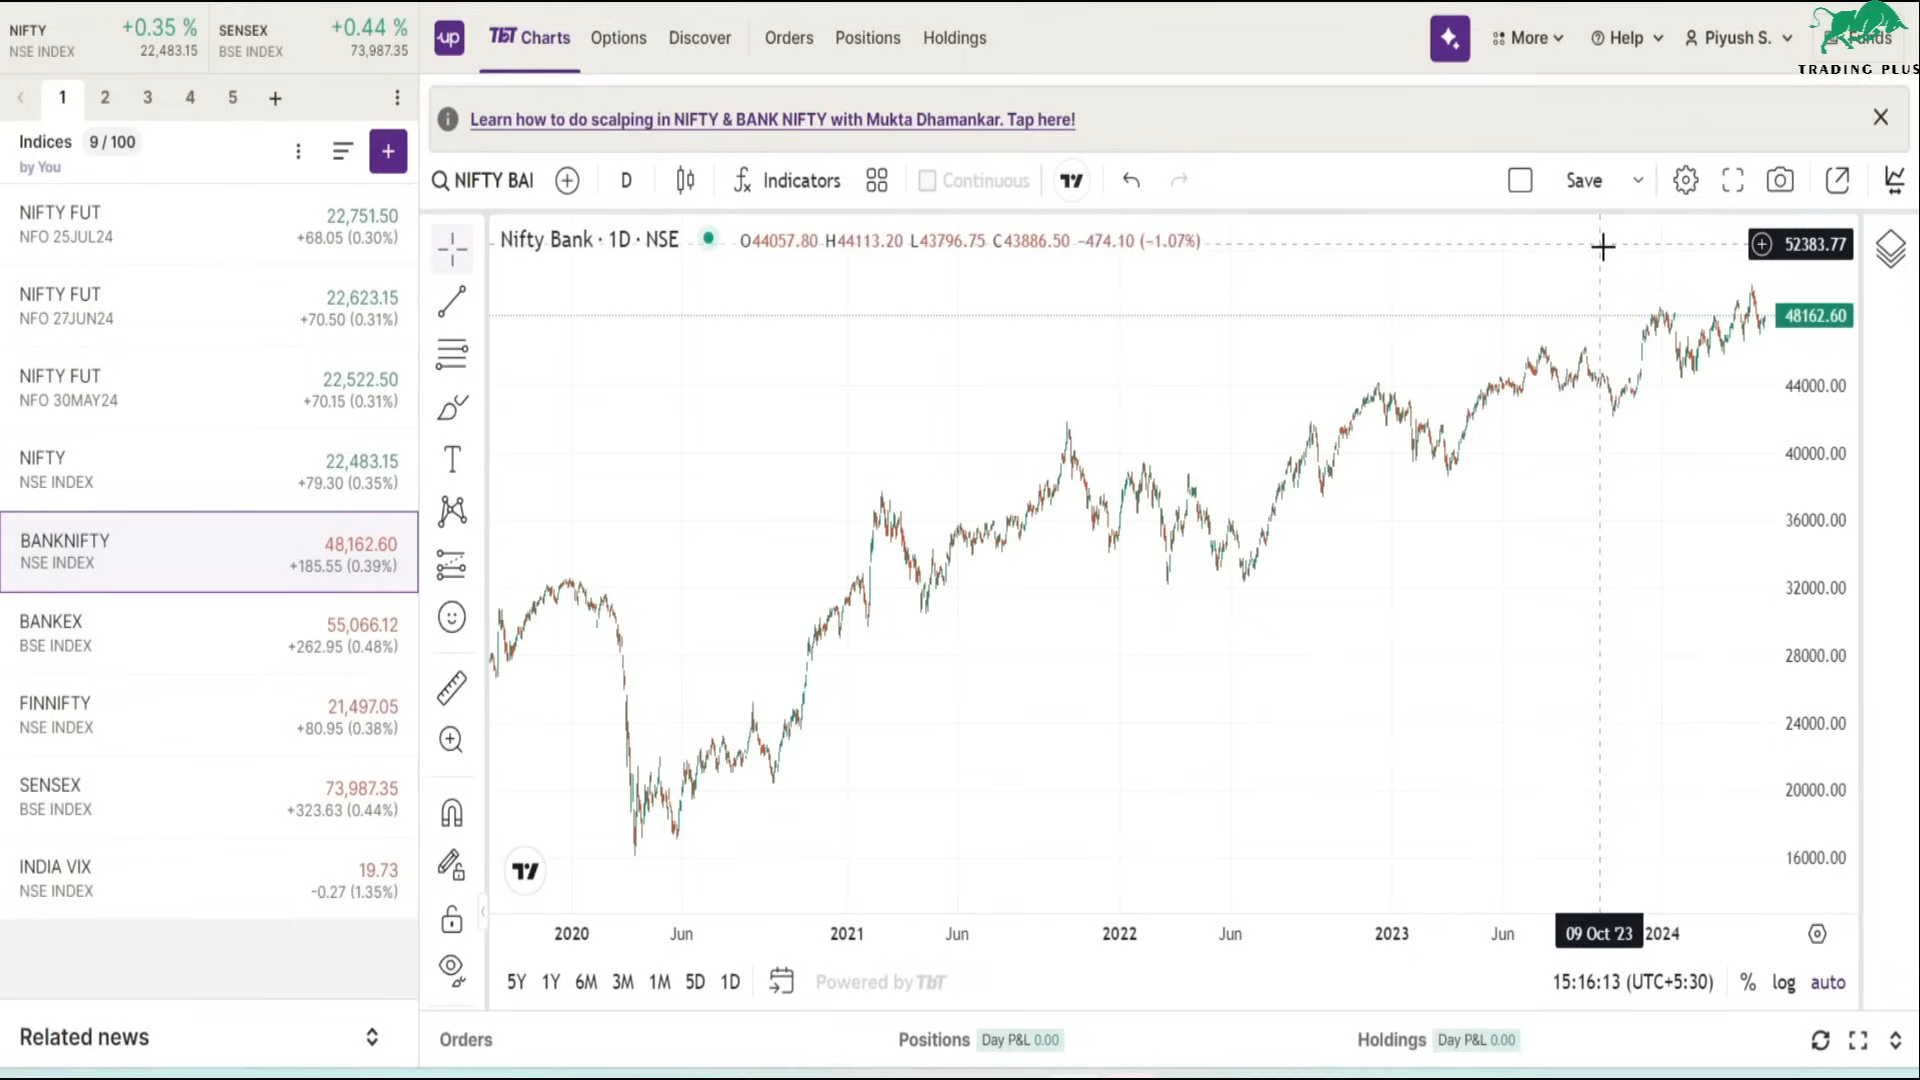 NIFTY +0.35 % SENSEX +0.44 %
NSE INDEX 22,483.15 BSE INDEX 73,987.35
up TbT Charts Options Discover Orders Positions Holdings More Help Piyush S. Funds
TRADING PLUS
1 2 3 4 5 +
Learn how to do scalping in NIFTY & BANK NIFTY with Mukta Dhamankar. Tap here!
Indices 9 / 100
by You
NIFTY BAI D Indicators Continuous Save
NIFTY FUT 22,751.50
NFO 25JUL24 +68.05 (0.30%)
NIFTY FUT 22,623.15
NFO 27JUN24 +70.50 (0.31%)
NIFTY FUT 22,522.50
NFO 30MAY24 +70.15 (0.31%)
NIFTY 22,483.15
NSE INDEX +79.30 (0.35%)
BANKNIFTY 48,162.60
NSE INDEX +185.55 (0.39%)
BANKEX 55,066.12
BSE INDEX +262.95 (0.48%)
FINNIFTY 21,497.05
NSE INDEX +80.95 (0.38%)
SENSEX 73,987.35
BSE INDEX +323.63 (0.44%)
INDIA VIX 19.73
NSE INDEX -0.27 (1.35%)
Related news
Nifty Bank · 1D · NSE O44057.80 H44113.20 L43796.75 C43886.50 -474.10 (-1.07%)
52383.77
48162.60
44000.00
40000.00
36000.00
32000.00
28000.00
24000.00
20000.00
16000.00
2020 Jun 2021 Jun 2022 Jun 2023 Jun 09 Oct '23 2024
5Y 1Y 6M 3M 1M 5D 1D Powered by TbT 15:16:13 (UTC+5:30) % log auto
Orders Positions Day P&L 0.00 Holdings Day P&L 0.00